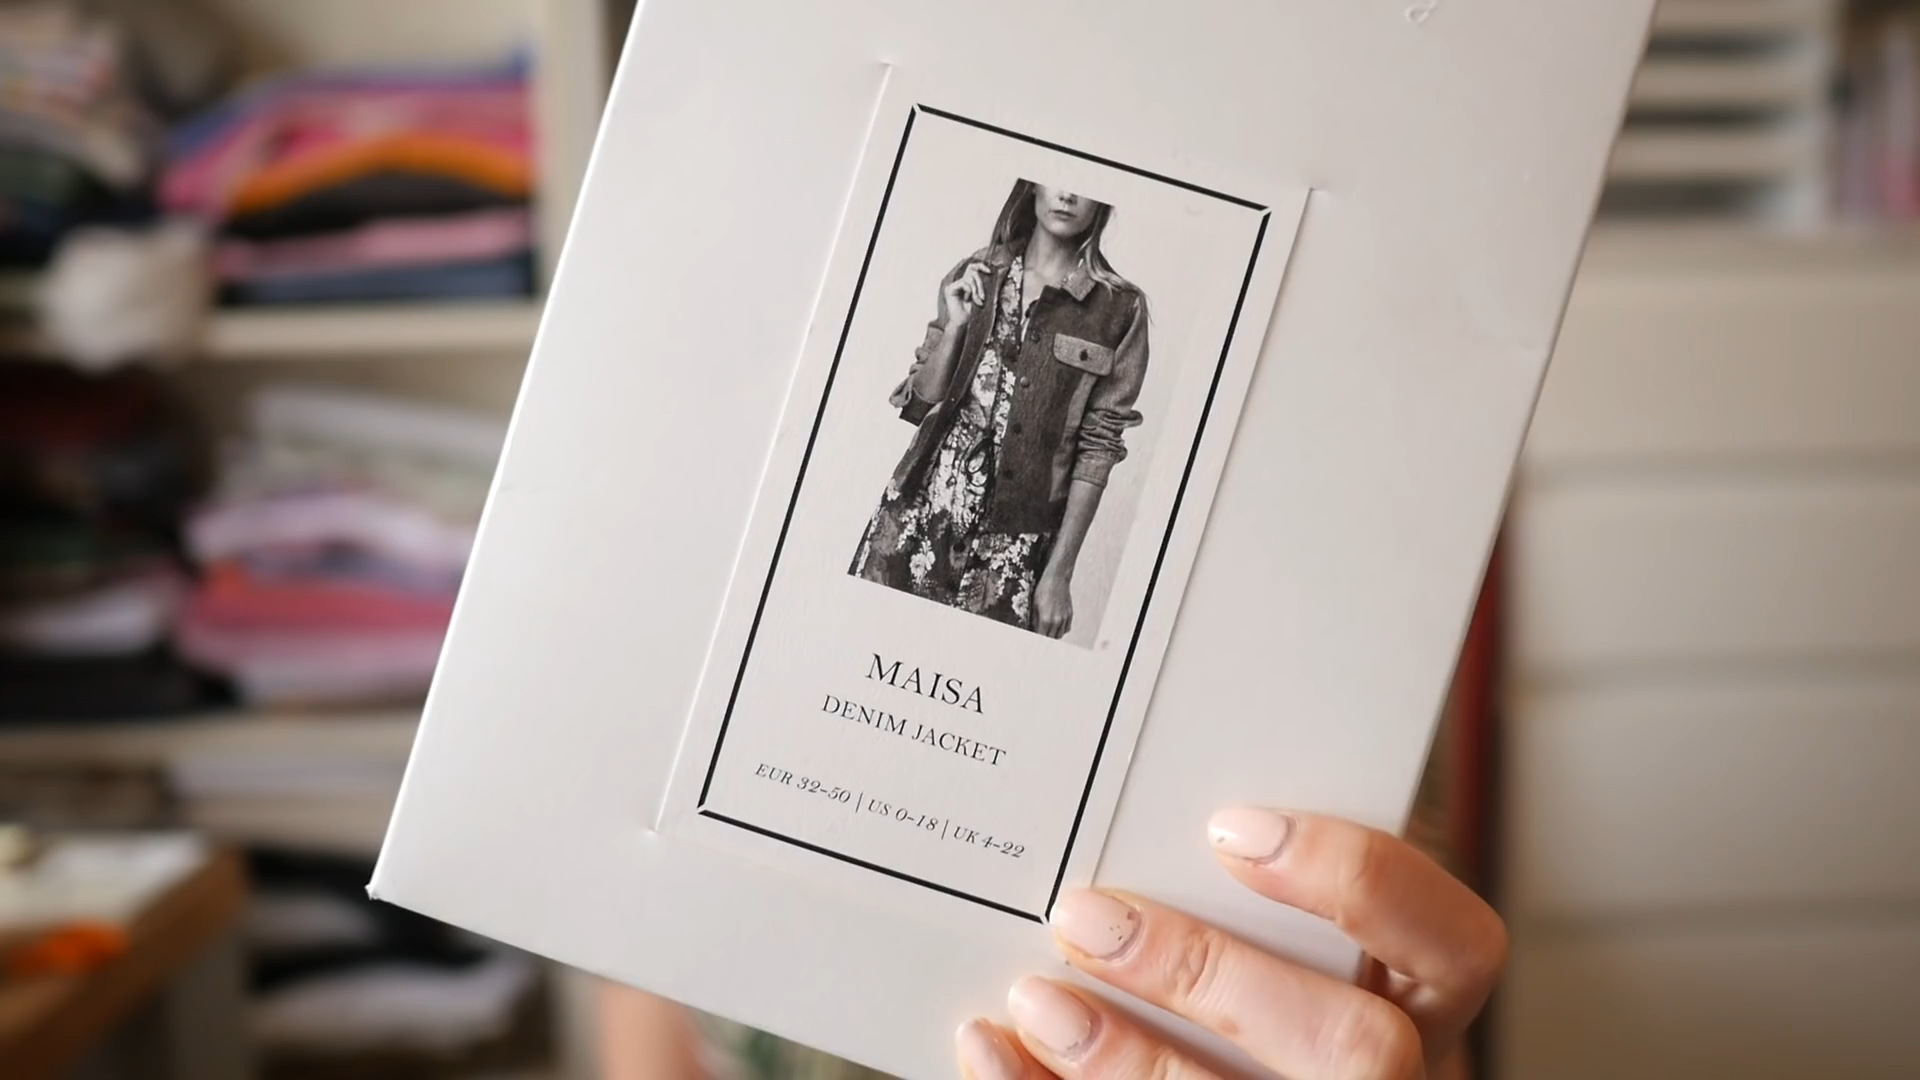 MAISA
DENIM JACKET
EUR 32-50 | US 0-18 | UK 4-22